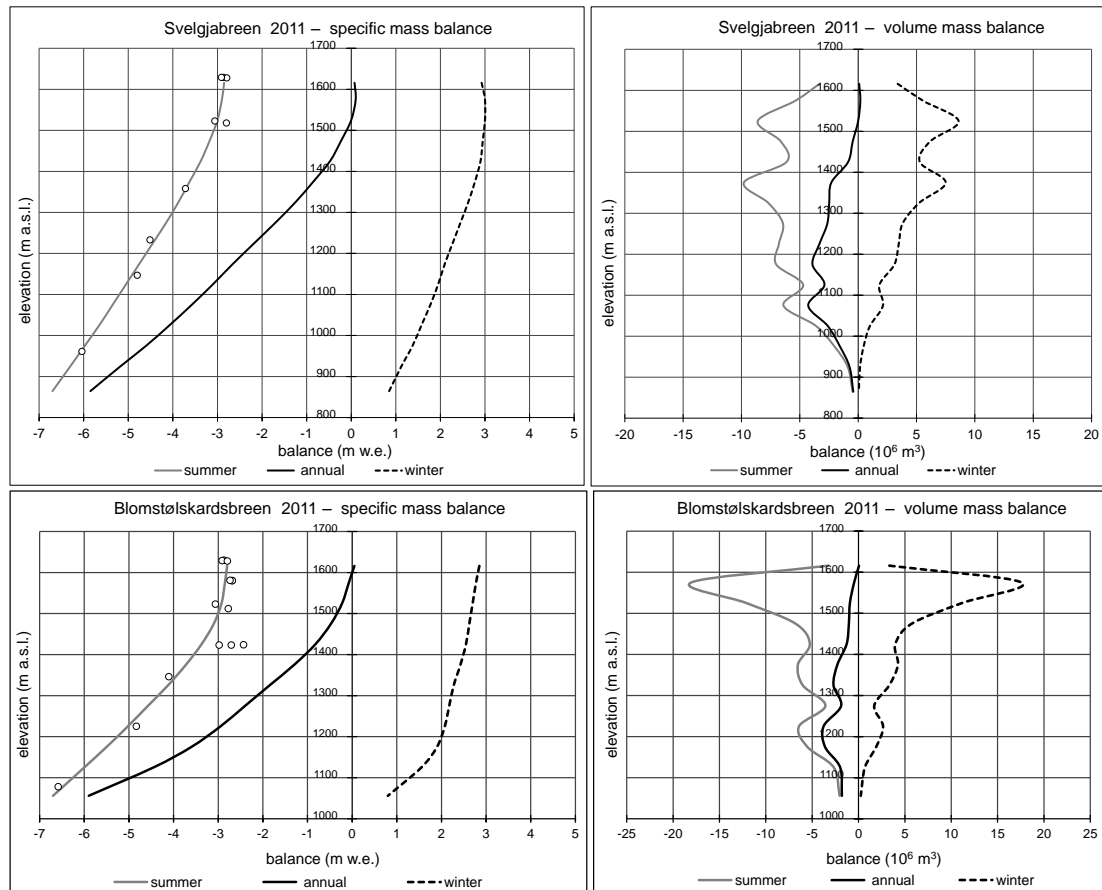 Svelgjabreen 2011 – specific mass balance
1700
1600
1500
1400
1300
1200
1100
1000
900
800
elevation (m a.s.l.)
-7 -6 -5 -4 -3 -2 -1 0 1 2 3 4 5
balance (m w.e.)
summer annual winter
Svelgjabreen 2011 – volume mass balance
1700
1600
1500
1400
1300
1200
1100
1000
900
800
elevation (m a.s.l.)
-20 -15 -10 -5 0 5 10 15 20
balance (10⁶ m³)
summer annual winter
Blomstølskardsbreen 2011 – specific mass balance
1700
1600
1500
1400
1300
1200
1100
1000
elevation (m a.s.l.)
-7 -6 -5 -4 -3 -2 -1 0 1 2 3 4 5
balance (m w.e.)
summer annual winter
Blomstølskardsbreen 2011 – volume mass balance
1700
1600
1500
1400
1300
1200
1100
1000
elevation (m a.s.l.)
-25 -20 -15 -10 -5 0 5 10 15 20 25
balance (10⁶ m³)
summer annual winter